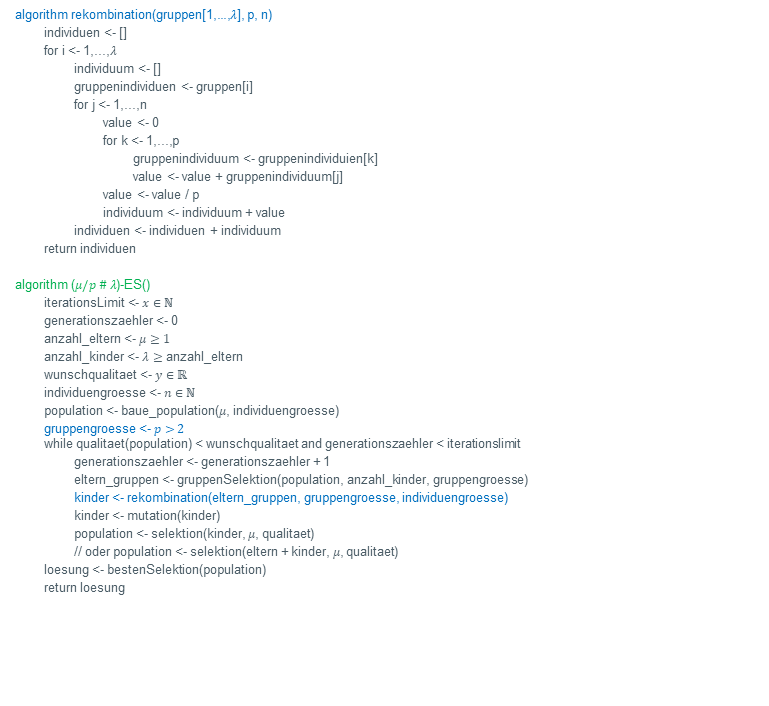 algorithm rekombination(gruppen[1,...,λ], p, n)
individuen <- []
for i <- 1,…,λ
individuum <- []
gruppenindividuen <- gruppen[i]
for j <- 1,…,n
value <- 0
for k <- 1,…,p
gruppenindividuum <- gruppenindividuien[k]
value <- value + gruppenindividuum[j]
value <- value / p
individuum <- individuum + value
individuen <- individuen + individuum
return individuen
algorithm (μ/p # λ)-ES()
iterationsLimit <- x ∈ ℕ
generationszaehler <- 0
anzahl_eltern <- μ ≥ 1
anzahl_kinder <- λ ≥ anzahl_eltern
wunschqualitaet <- y ∈ ℝ
individuengroesse <- n ∈ ℕ
population <- baue_population(μ, individuengroesse)
gruppengroesse <- p > 2
while qualitaet(population) < wunschqualitaet and generationszaehler < iterationslimit
generationszaehler <- generationszaehler + 1
eltern_gruppen <- gruppenSelektion(population, anzahl_kinder, gruppengroesse)
kinder <- rekombination(eltern_gruppen, gruppengroesse, individuengroesse)
kinder <- mutation(kinder)
population <- selektion(kinder, μ, qualitaet)
// oder population <- selektion(eltern + kinder, μ, qualitaet)
loesung <- bestenSelektion(population)
return loesung